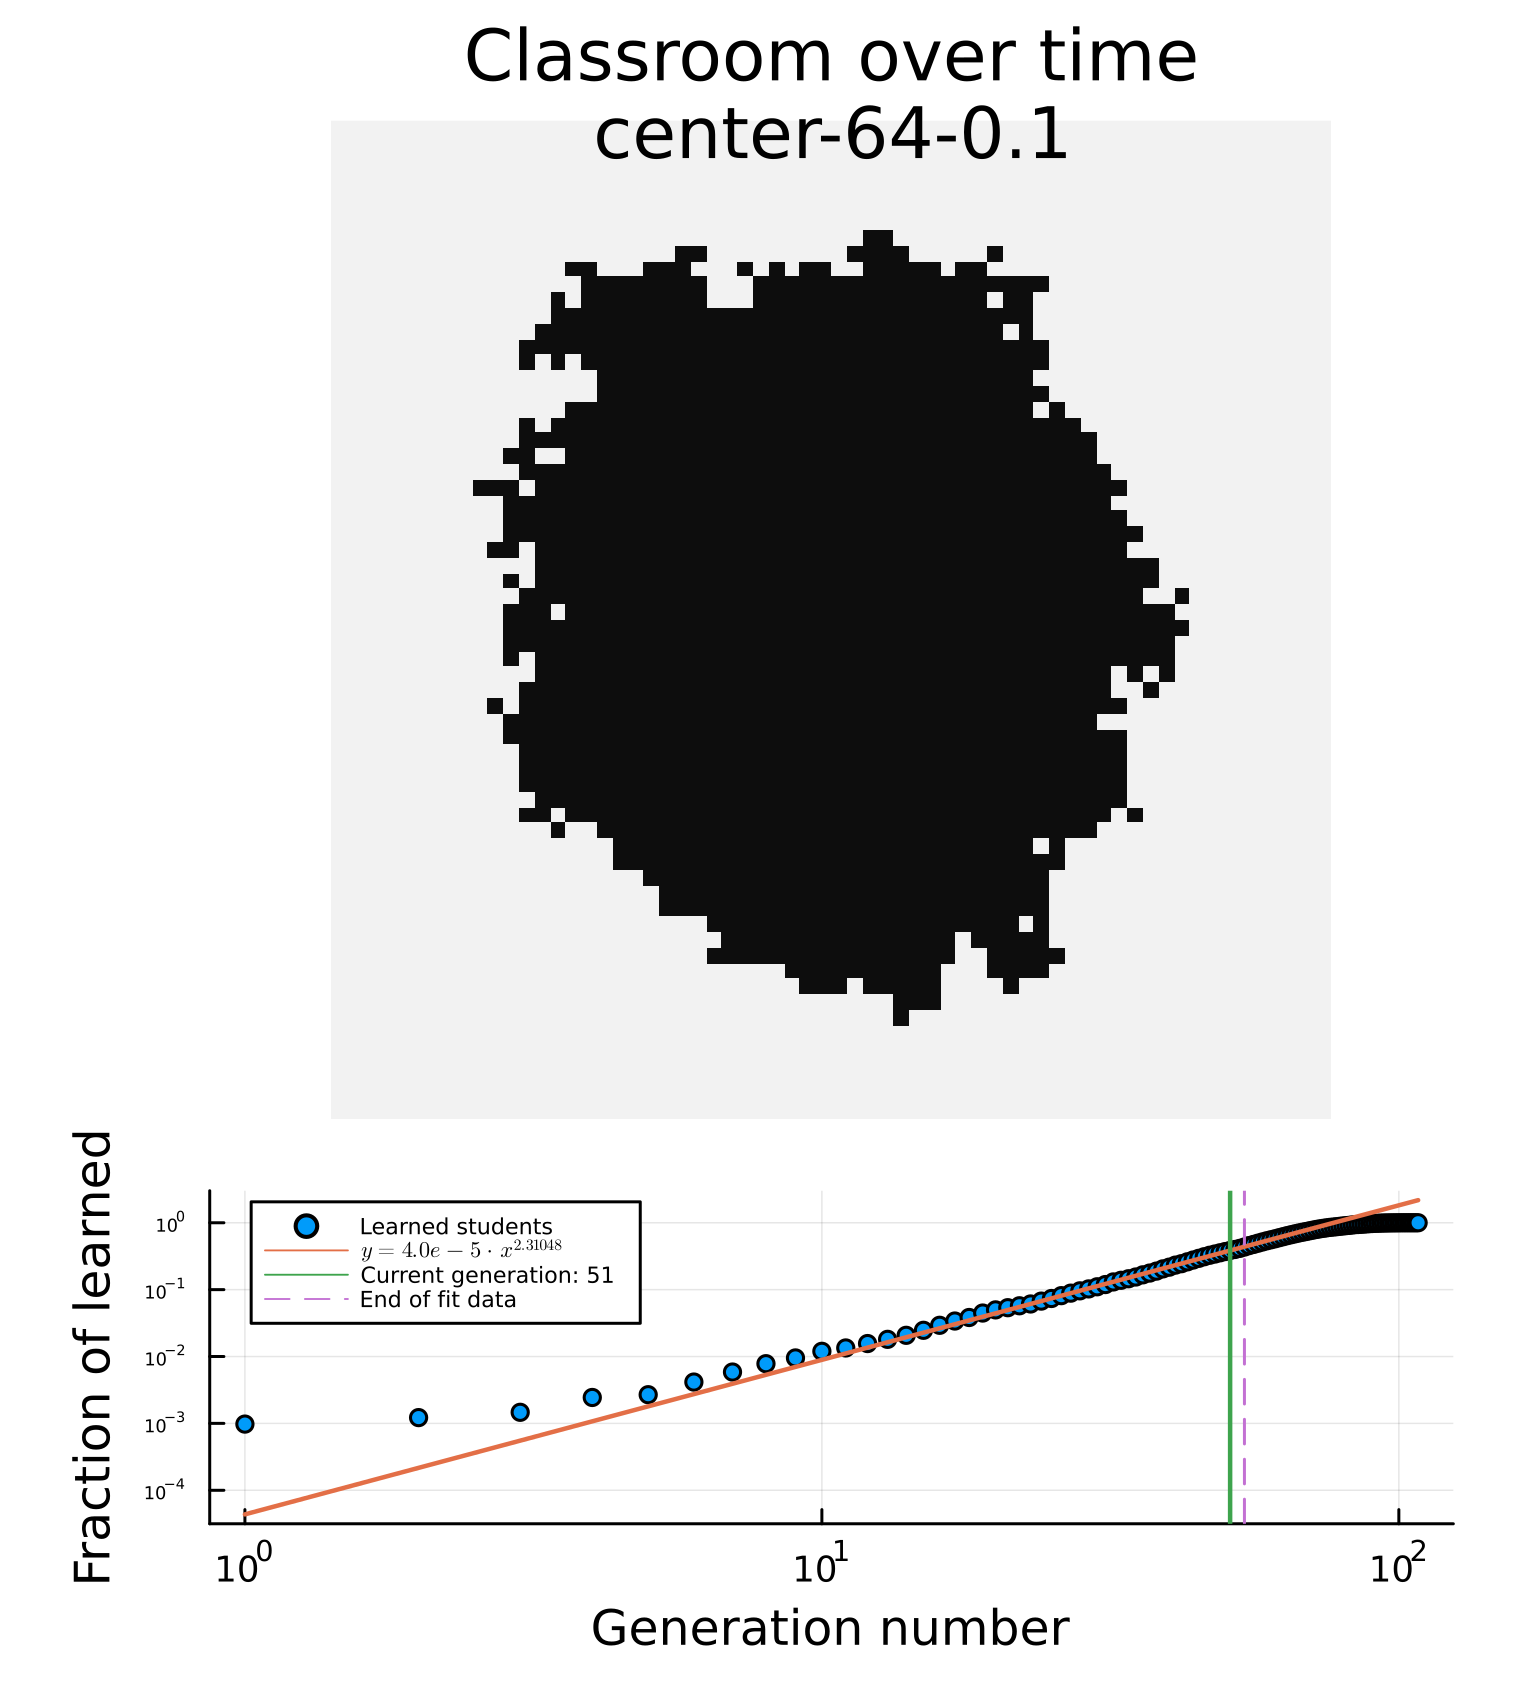 Classroom over time
center-64-0.1
Fraction of learned
10^0
10^-1
10^-2
10^-3
10^-4
Learned students
y = 4.0e − 5 · x^2.31048
Current generation: 51
End of fit data
10^0 10^1 10^2
Generation number